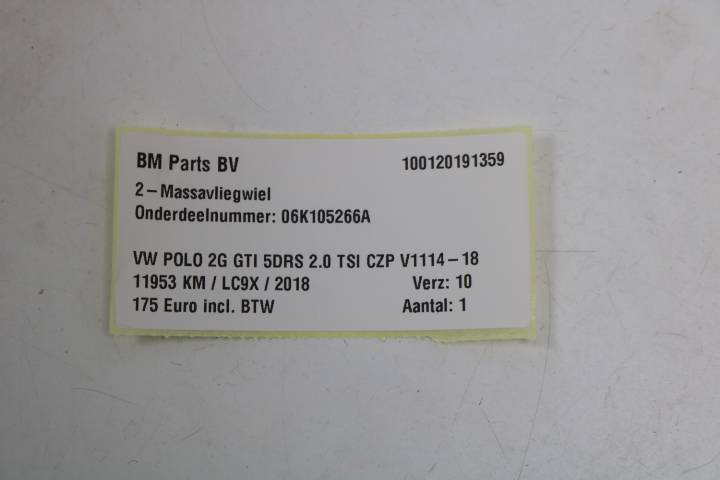 BM Parts BV 100120191359
2-Massavliegwiel
Onderdeelnummer: 06K105266A
VW POLO 2G GTI 5DRS 2.0 TSI CZP V1114-18
11953 KM / LC9X / 2018 Verz: 10
175 Euro incl. BTW Aantal: 1